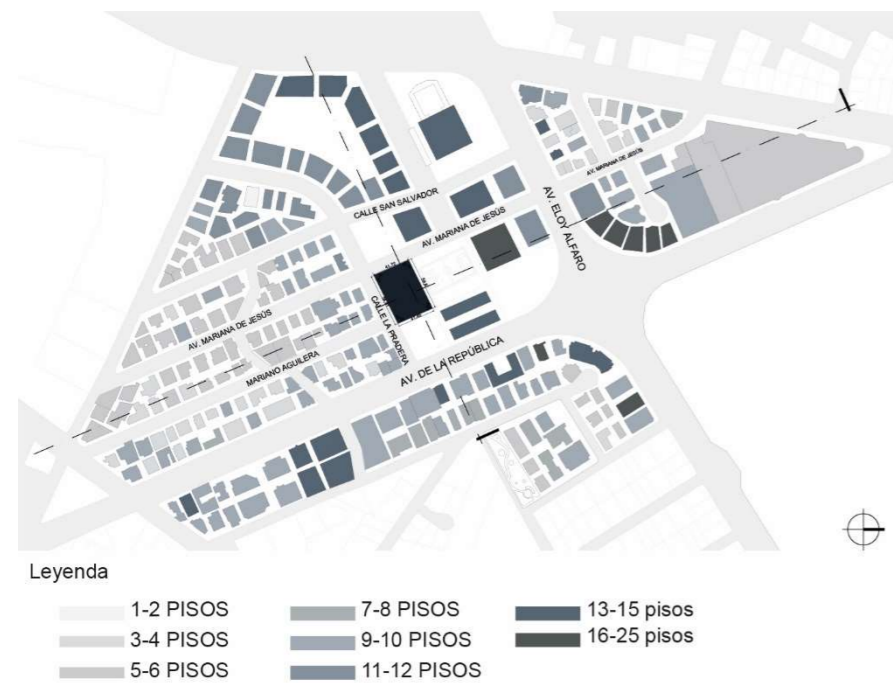 CALLE SAN SALVADOR
AV. MARIANA DE JESÚS
AV. MARIANA DE JESÚS
AV. ELOY ALFARO
CALLE LA PRADERA
AV. MARIANA DE JESÚS
MARIANO AGUILERA
AV. DE LA REPÚBLICA
Leyenda
1-2 PISOS
3-4 PISOS
5-6 PISOS
7-8 PISOS
9-10 PISOS
11-12 PISOS
13-15 pisos
16-25 pisos